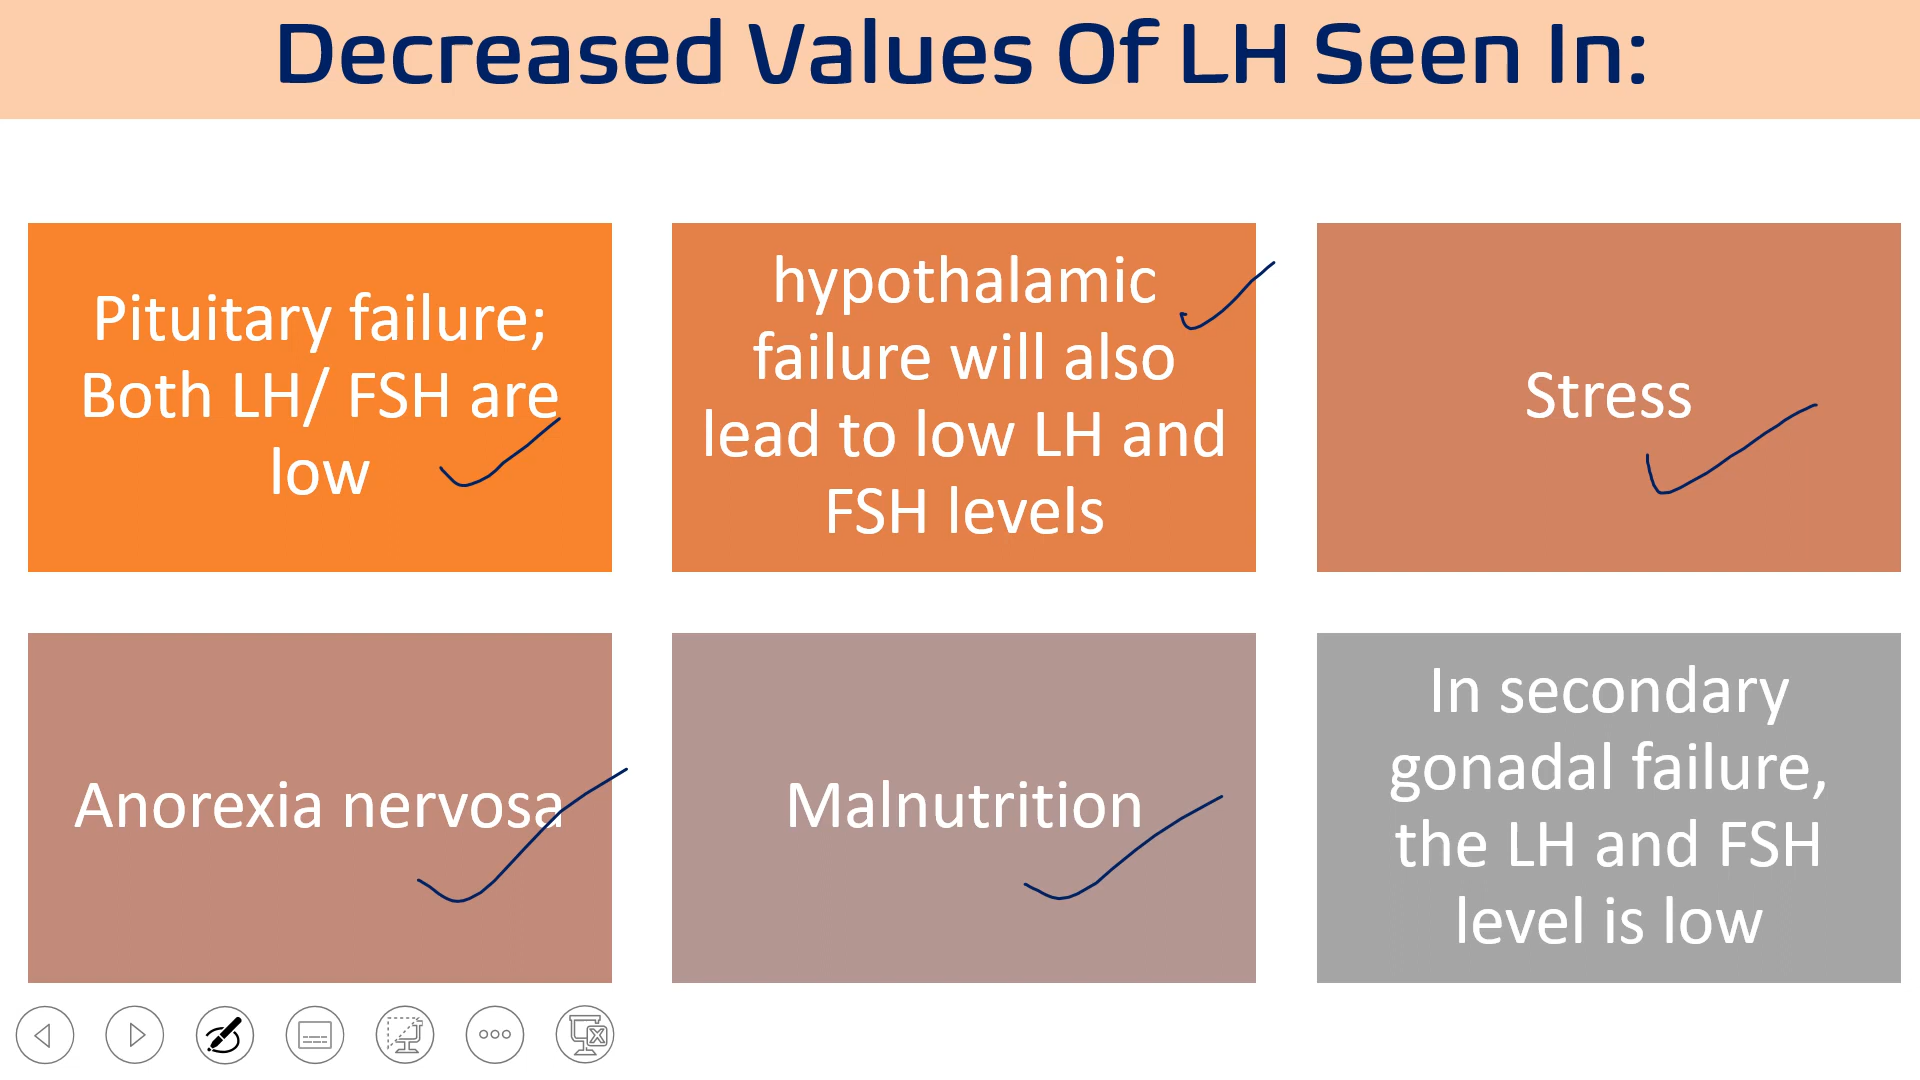 Decreased Values Of LH Seen In:
Pituitary failure;
Both LH/ FSH are
low
hypothalamic
failure will also
lead to low LH and
FSH levels
Stress
Anorexia nervosa
Malnutrition
In secondary
gonadal failure,
the LH and FSH
level is low